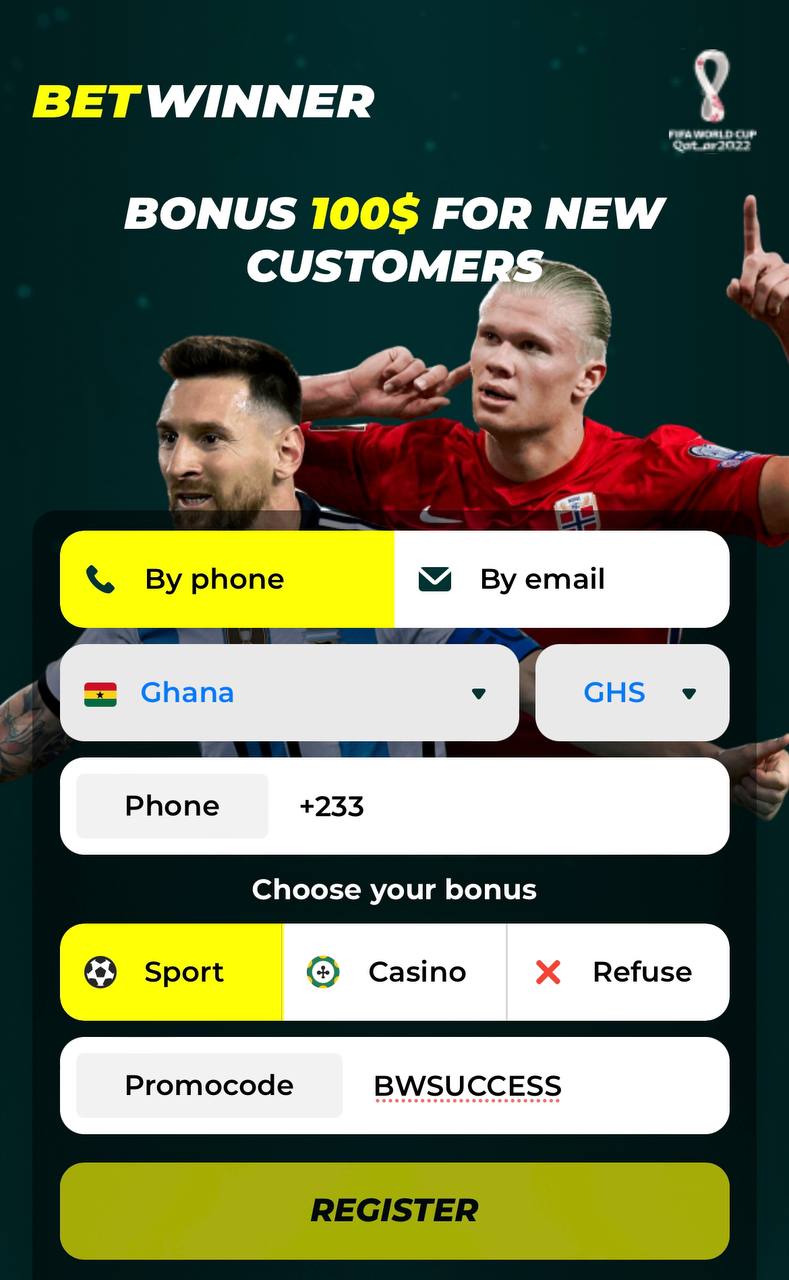 BETWINNER
FIFA WORLD CUP
Qatar2022
BONUS 100$ FOR NEW
CUSTOMERS
By phone
By email
Ghana
GHS
Phone
+233
Choose your bonus
Sport
Casino
Refuse
Promocode
BWSUCCESS
REGISTER